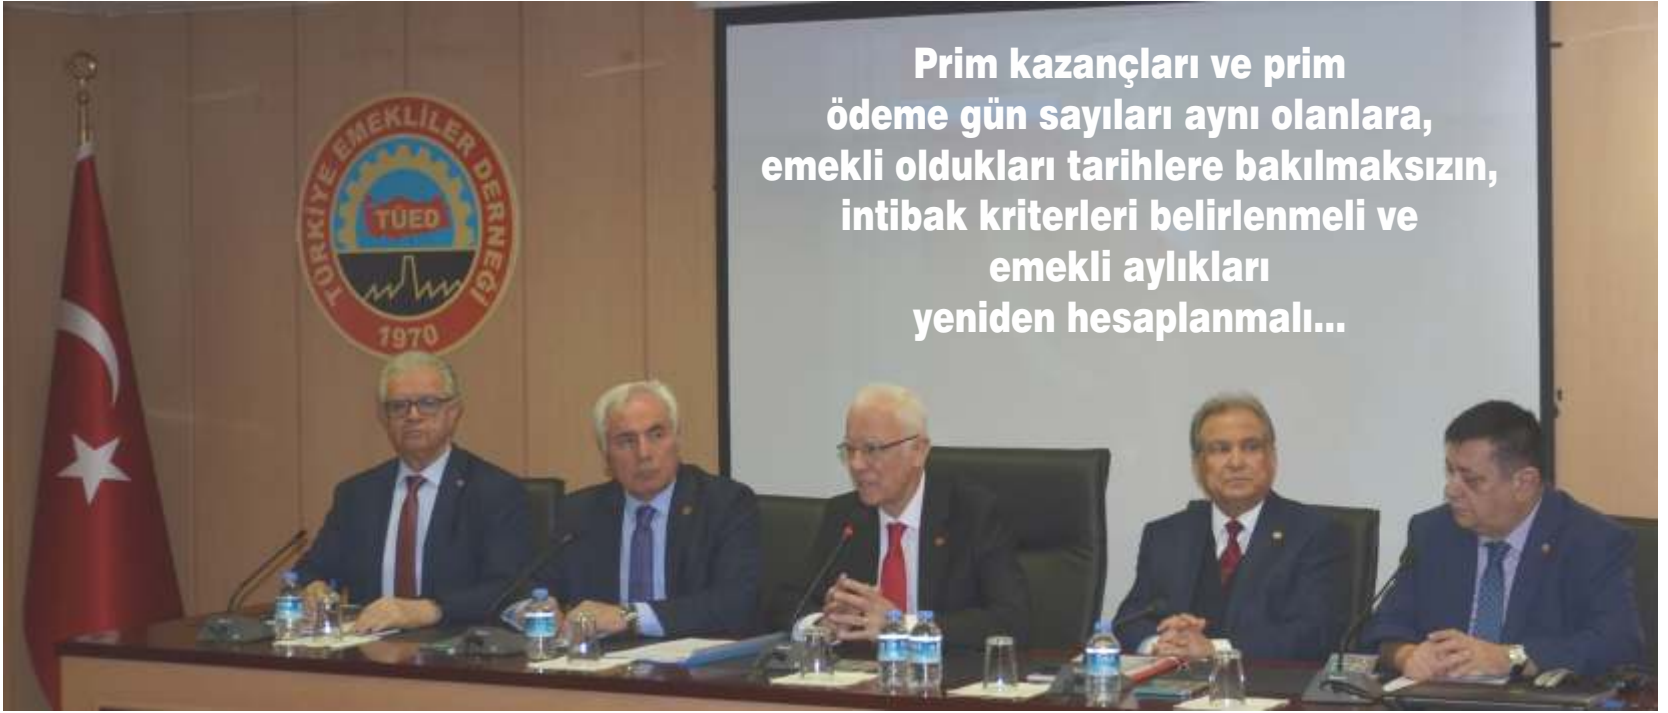 Prim kazançları ve prim
ödeme gün sayıları aynı olanlara,
emekli oldukları tarihlere bakılmaksızın,
intibak kriterleri belirlenmeli ve
emekli aylıkları
yeniden hesaplanmalı...
TÜRKİYE EMEKLİLER DERNEĞİ
TÜED
1970